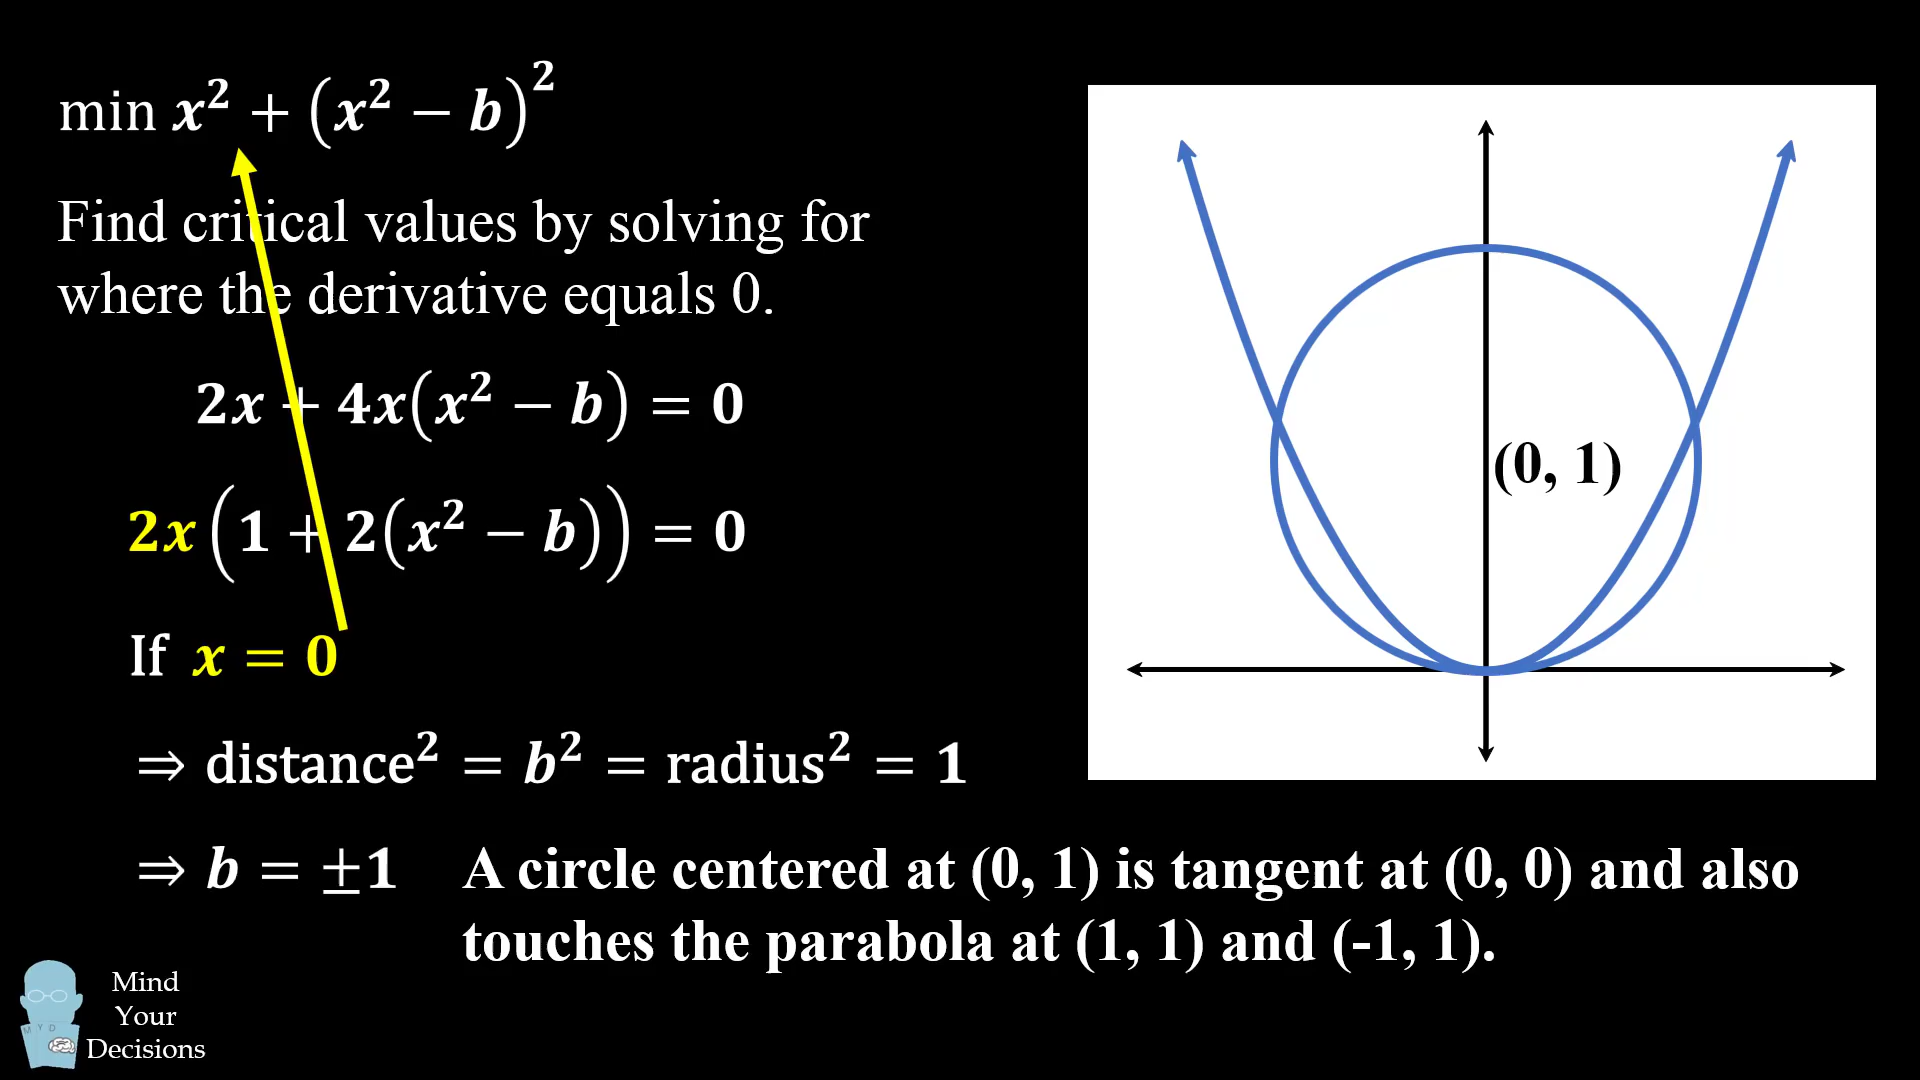 min x² + (x² − b)²
Find critical values by solving for
where the derivative equals 0.
2x + 4x(x² − b) = 0
2x(1 + 2(x² − b)) = 0
If x = 0
⇒ distance² = b² = radius² = 1
⇒ b = ±1
A circle centered at (0, 1) is tangent at (0, 0) and also
touches the parabola at (1, 1) and (-1, 1).
(0, 1)
M Y D
Mind
Your
Decisions